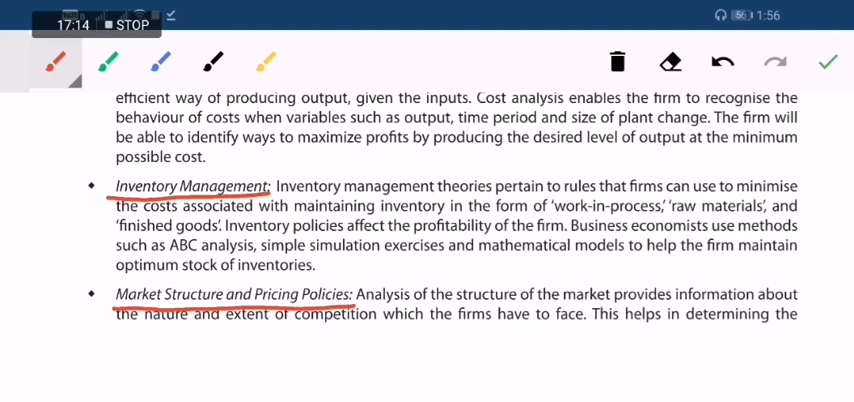 56 1:56
17:14 STOP
efficient way of producing output, given the inputs. Cost analysis enables the firm to recognise the
behaviour of costs when variables such as output, time period and size of plant change. The firm will
be able to identify ways to maximize profits by producing the desired level of output at the minimum
possible cost.
♦ Inventory Management: Inventory management theories pertain to rules that firms can use to minimise
the costs associated with maintaining inventory in the form of ‘work-in-process,’ ‘raw materials’, and
‘finished goods’. Inventory policies affect the profitability of the firm. Business economists use methods
such as ABC analysis, simple simulation exercises and mathematical models to help the firm maintain
optimum stock of inventories.
♦ Market Structure and Pricing Policies: Analysis of the structure of the market provides information about
the nature and extent of competition which the firms have to face. This helps in determining the